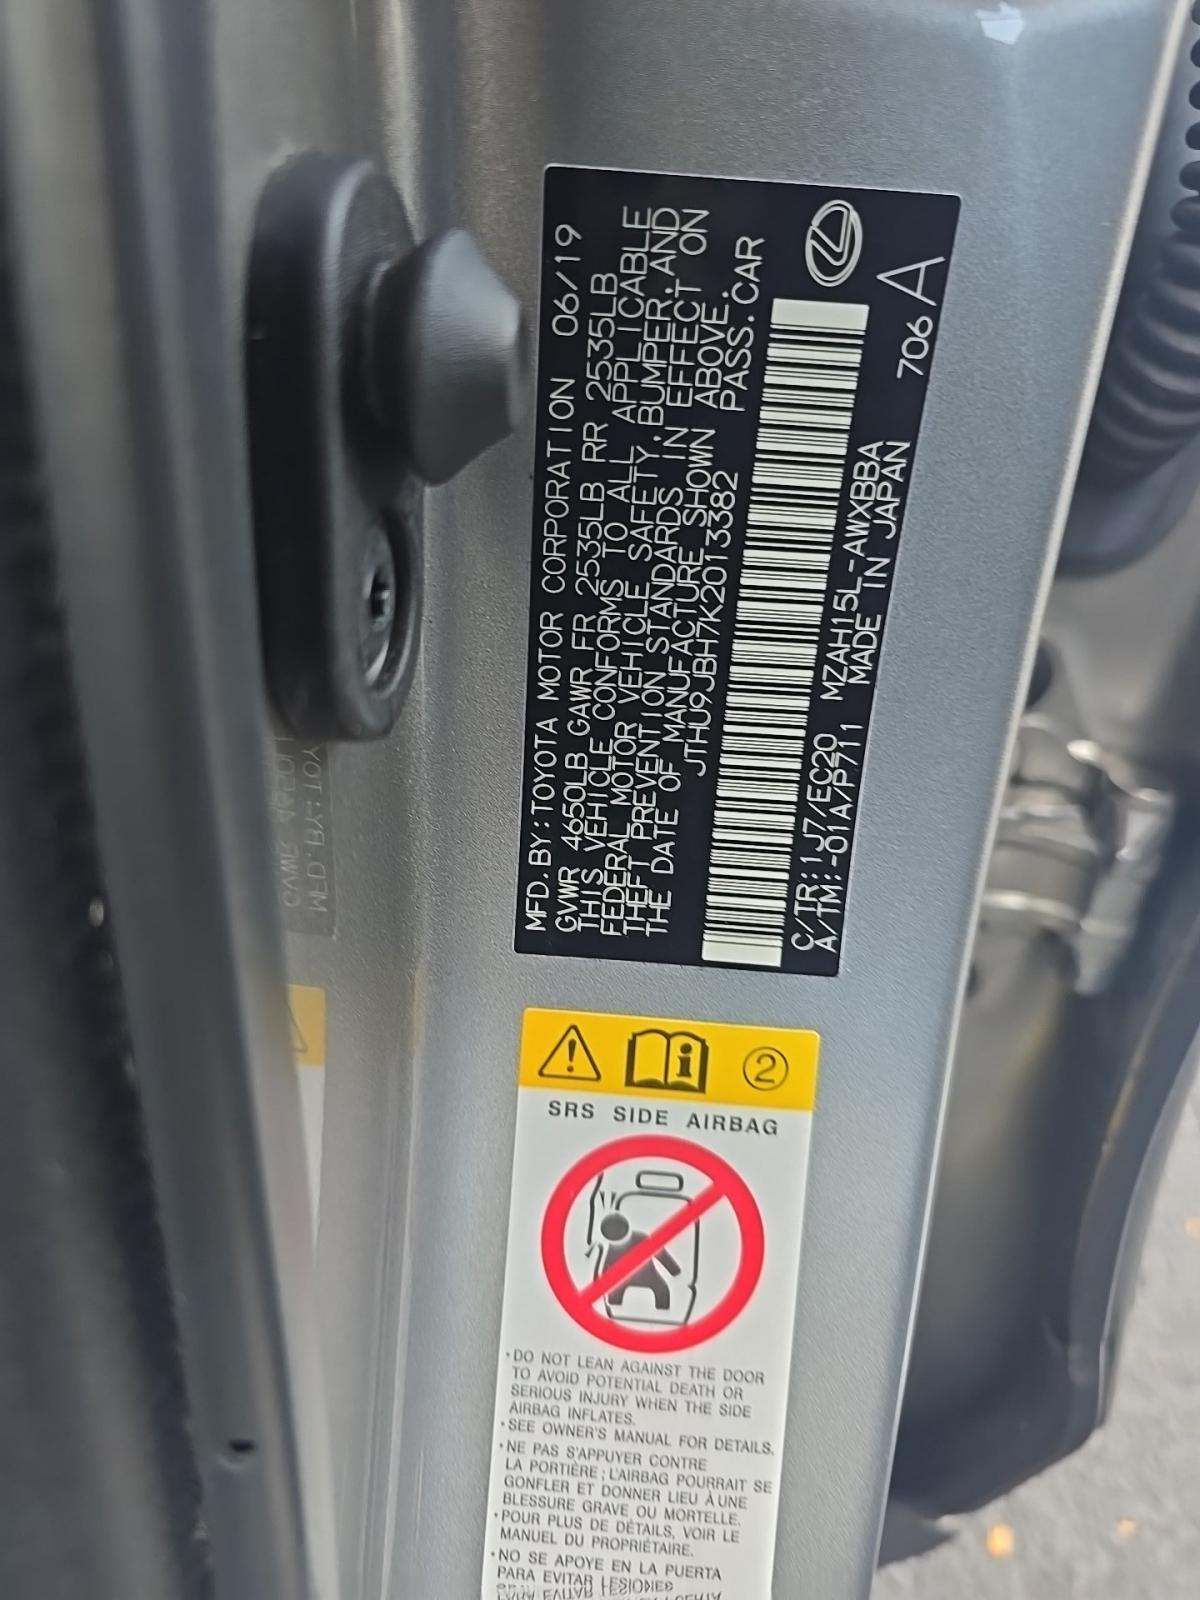 MFD.BY:TOYOTA MOTOR CORPORATION 06/19
GVWR 4650LB GAWR FR 2535LB RR 2535LB
THIS VEHICLE CONFORMS TO ALL APPLICABLE
FEDERAL MOTOR VEHICLE SAFETY,BUMPER,AND
THEFT PREVENTION STANDARDS IN EFFECT ON
THE DATE OF MANUFACTURE SHOWN ABOVE.
JTHU9JBH7K2013382 PASS.CAR
C/TR:1J7/EC20 MZAH15L-AWXBBA 706 A
A/TM:-01A/P711 MADE IN JAPAN
2
SRS SIDE AIRBAG
•DO NOT LEAN AGAINST THE DOOR
TO AVOID POTENTIAL DEATH OR
SERIOUS INJURY WHEN THE SIDE
AIRBAG INFLATES.
•SEE OWNER'S MANUAL FOR DETAILS.
•NE PAS S'APPUYER CONTRE
LA PORTIÈRE ; L'AIRBAG POURRAIT SE
GONFLER ET DONNER LIEU À UNE
BLESSURE GRAVE OU MORTELLE.
•POUR PLUS DE DÉTAILS, VOIR LE
MANUEL DU PROPRIÉTAIRE.
•NO SE APOYE EN LA PUERTA
PARA EVITAR LESIONES